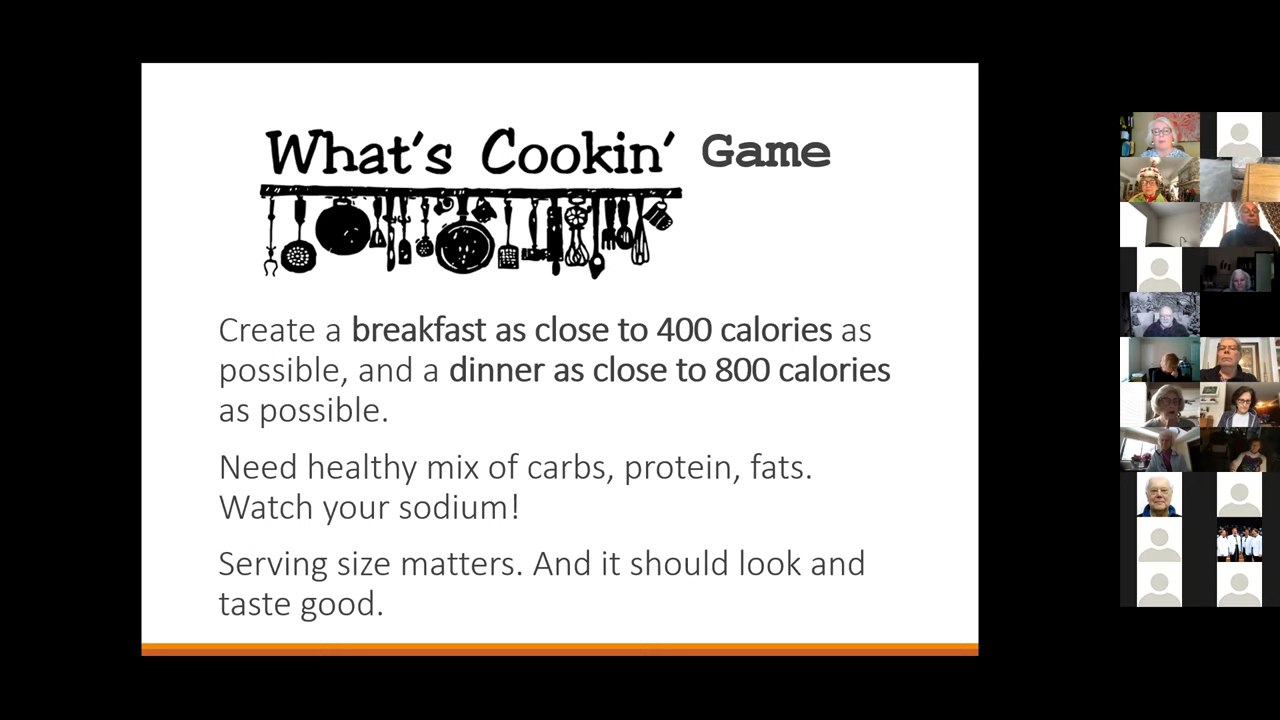 What's Cookin' Game
Create a breakfast as close to 400 calories as
possible, and a dinner as close to 800 calories
as possible.
Need healthy mix of carbs, protein, fats.
Watch your sodium!
Serving size matters. And it should look and
taste good.